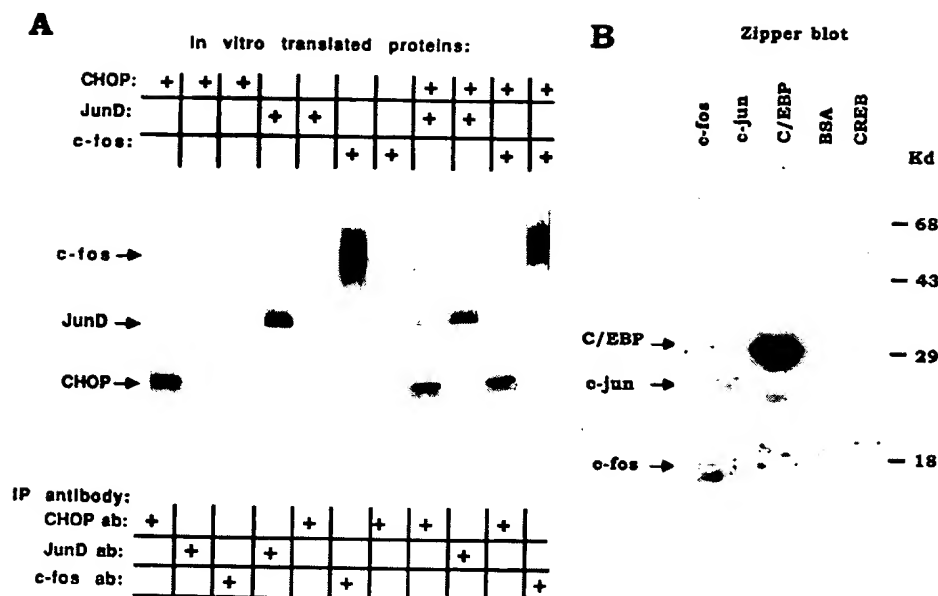 A
In vitro translated proteins:
CHOP: + + + + + + +
JunD: + + + +
c-fos: + + + +
c-fos
JunD
CHOP
IP antibody:
CHOP ab: + + + + +
JunD ab: + + +
c-fos ab: + + +
B
Zipper blot
c-fos
c-jun
C/EBP
BSA
CREB
Kd
68
43
C/EBP
29
c-jun
c-fos
18